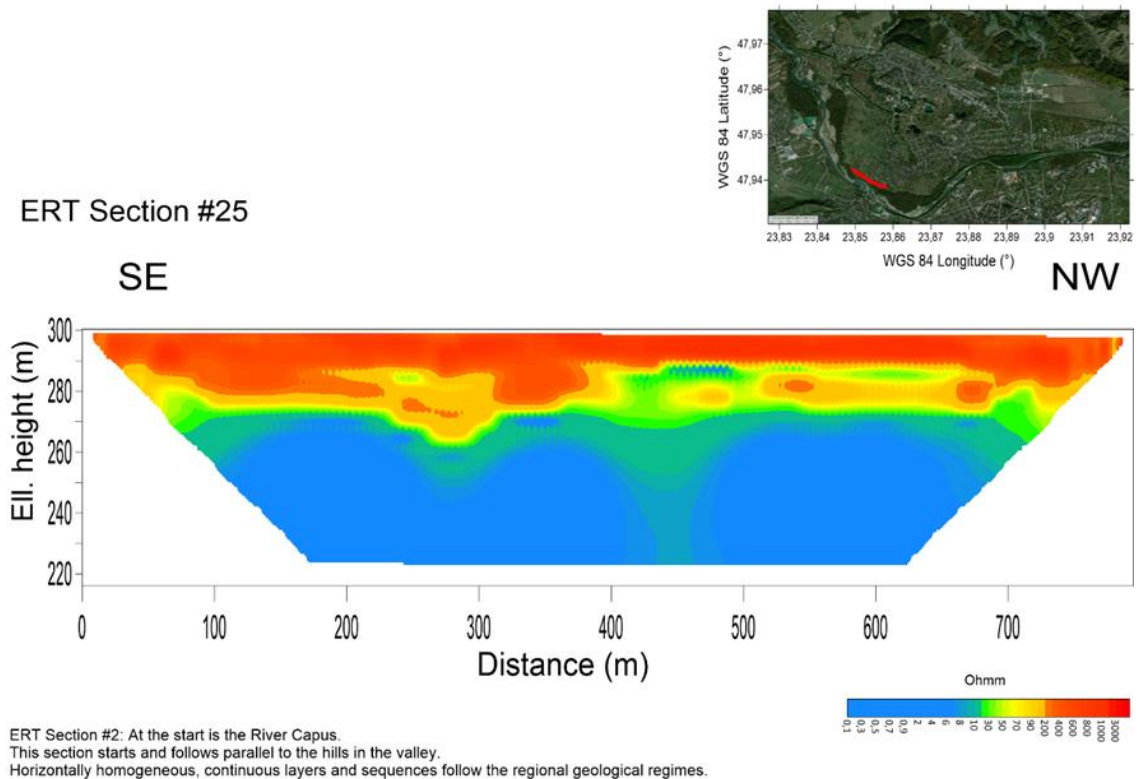 47,97
47,96
47,95
47,94
WGS 84 Latitude (°)
23,83 23,84 23,85 23,86 23,87 23,88 23,89 23,9 23,91 23,92
WGS 84 Longitude (°)
ERT Section #25
SE
NW
300
280
260
240
220
Ell. height (m)
0 100 200 300 400 500 600 700
Distance (m)
Ohmm
0,1 0,3 0,5 0,7 0,9 2 4 6 8 10 30 50 70 90 200 400 600 800 1000 3000
ERT Section #2: At the start is the River Capus.
This section starts and follows parallel to the hills in the valley.
Horizontally homogeneous, continuous layers and sequences follow the regional geological regimes.